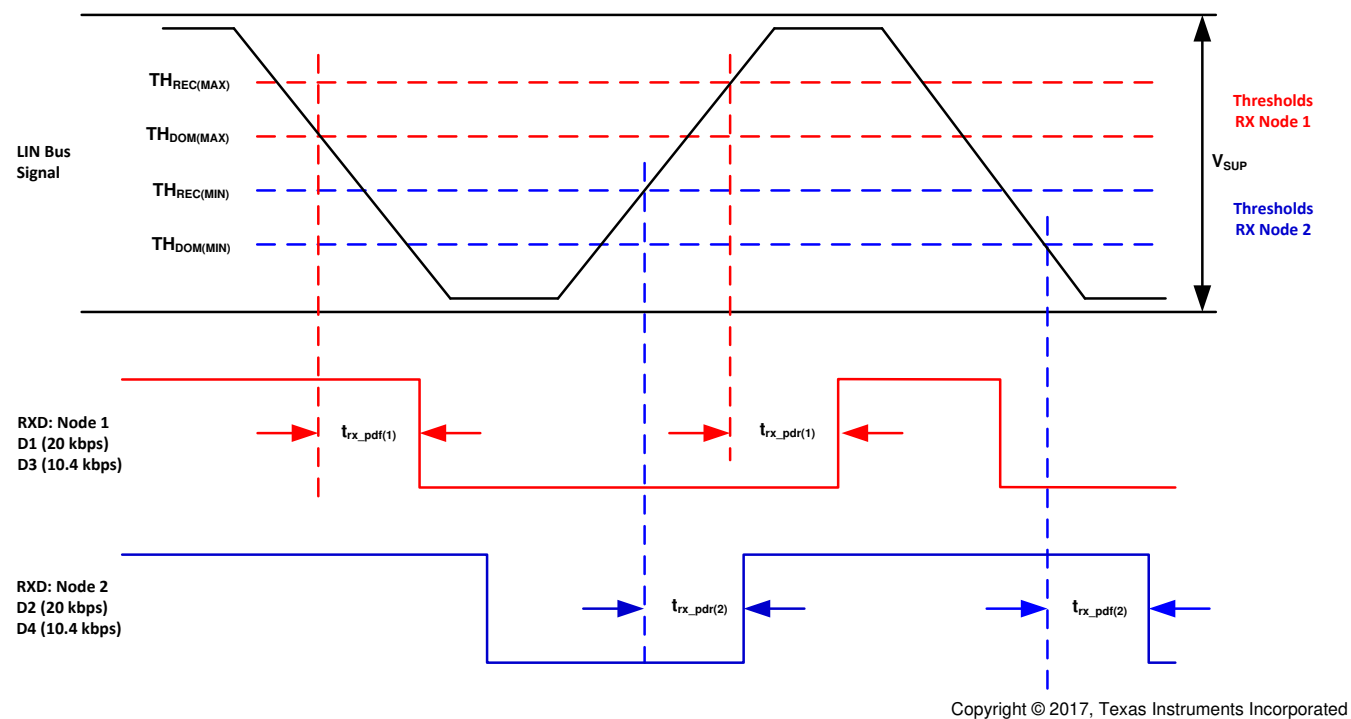 TH_REC(MAX)
TH_DOM(MAX)
TH_REC(MIN)
TH_DOM(MIN)
LIN Bus
Signal
Thresholds
RX Node 1
V_SUP
Thresholds
RX Node 2
RXD: Node 1
D1 (20 kbps)
D3 (10.4 kbps)
t_rx_pdf(1)
t_rx_pdr(1)
RXD: Node 2
D2 (20 kbps)
D4 (10.4 kbps)
t_rx_pdr(2)
t_rx_pdf(2)
Copyright © 2017, Texas Instruments Incorporated